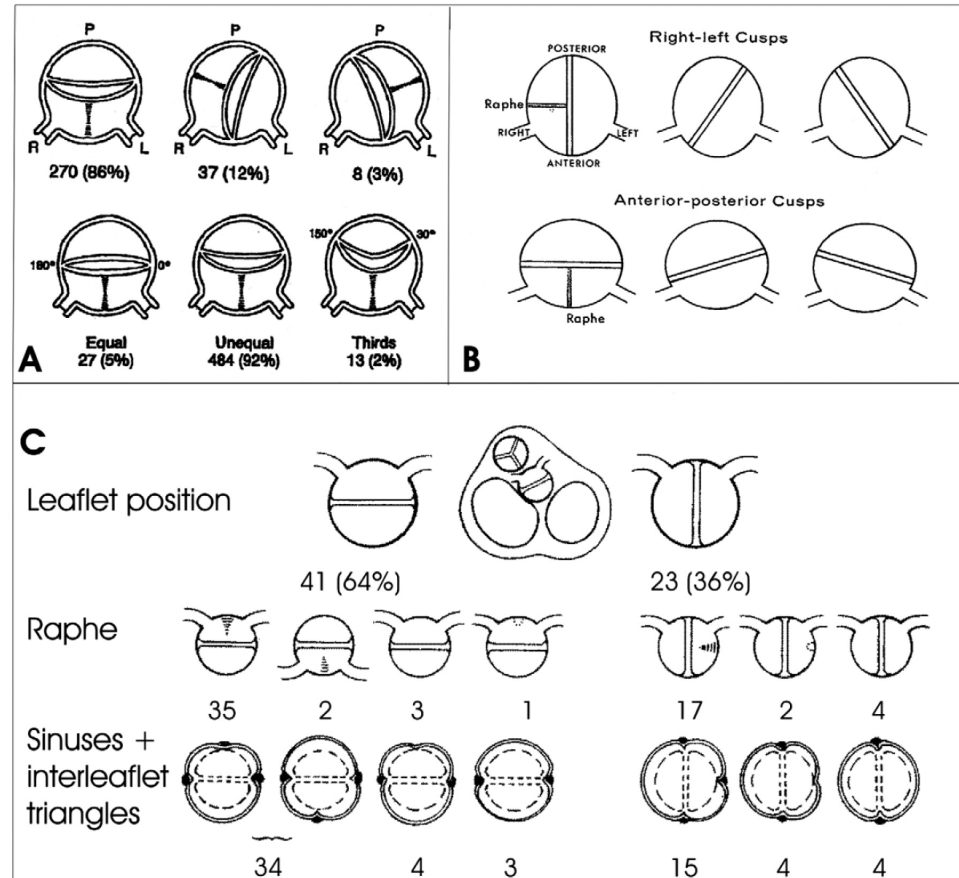 P P P
R L R L R L
270 (86%) 37 (12%) 8 (3%)
180° 0° 150° 30°
Equal Unequal Thirds
27 (5%) 484 (92%) 13 (2%)
A
Right-left Cusps
POSTERIOR
Raphe
RIGHT LEFT
ANTERIOR
Anterior-posterior Cusps
Raphe
B
C
Leaflet position
41 (64%) 23 (36%)
Raphe
35 2 3 1 17 2 4
Sinuses +
interleaflet
triangles
34 4 3 15 4 4